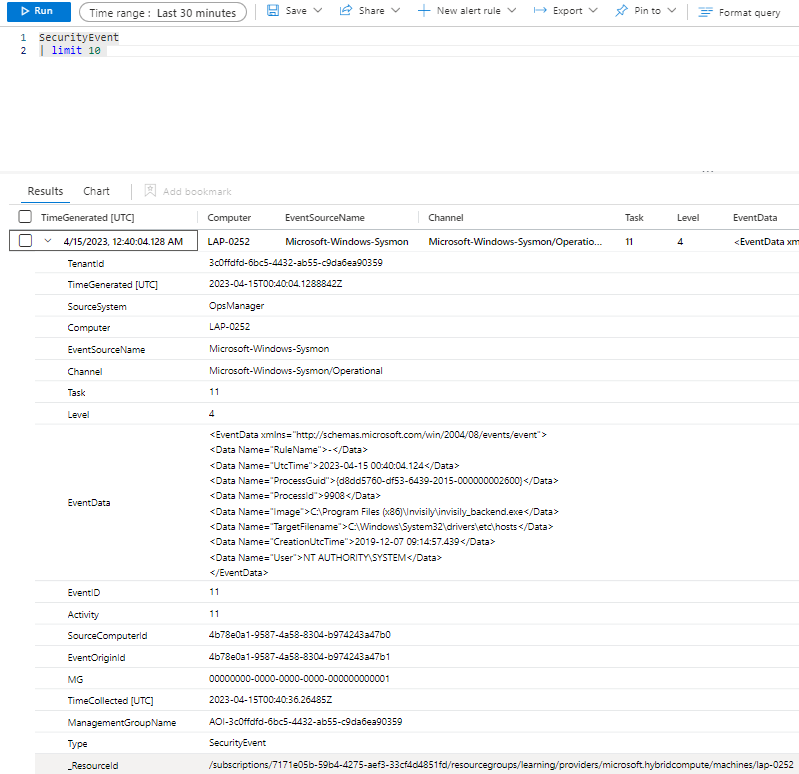 Run
Time range : Last 30 minutes
Save
Share
New alert rule
Export
Pin to
Format query
1 SecurityEvent
2 | limit 10
...
Results
Chart
Add bookmark
TimeGenerated [UTC] Computer EventSourceName Channel Task Level EventData
4/15/2023, 12:40:04.128 AM LAP-0252 Microsoft-Windows-Sysmon Microsoft-Windows-Sysmon/Operatio... 11 4 <EventData xm
TenantId 3c0ffdfd-6bc5-4432-ab55-c9da6ea90359
TimeGenerated [UTC] 2023-04-15T00:40:04.1288842Z
SourceSystem OpsManager
Computer LAP-0252
EventSourceName Microsoft-Windows-Sysmon
Channel Microsoft-Windows-Sysmon/Operational
Task 11
Level 4
EventData
<EventData xmlns="http://schemas.microsoft.com/win/2004/08/events/event">
<Data Name="RuleName">-</Data>
<Data Name="UtcTime">2023-04-15 00:40:04.124</Data>
<Data Name="ProcessGuid">{d8dd5760-df53-6439-2015-000000002600}</Data>
<Data Name="ProcessId">9908</Data>
<Data Name="Image">C:\Program Files (x86)\Invisily\invisily_backend.exe</Data>
<Data Name="TargetFilename">C:\Windows\System32\drivers\etc\hosts</Data>
<Data Name="CreationUtcTime">2019-12-07 09:14:57.439</Data>
<Data Name="User">NT AUTHORITY\SYSTEM</Data>
</EventData>
EventID 11
Activity 11
SourceComputerId 4b78e0a1-9587-4a58-8304-b974243a47b0
EventOriginId 4b78e0a1-9587-4a58-8304-b974243a47b1
MG 00000000-0000-0000-0000-000000000001
TimeCollected [UTC] 2023-04-15T00:40:36.26485Z
ManagementGroupName AOI-3c0ffdfd-6bc5-4432-ab55-c9da6ea90359
Type SecurityEvent
_ResourceId /subscriptions/7171e05b-59b4-4275-aef3-33cf4d4851fd/resourcegroups/learning/providers/microsoft.hybridcompute/machines/lap-0252